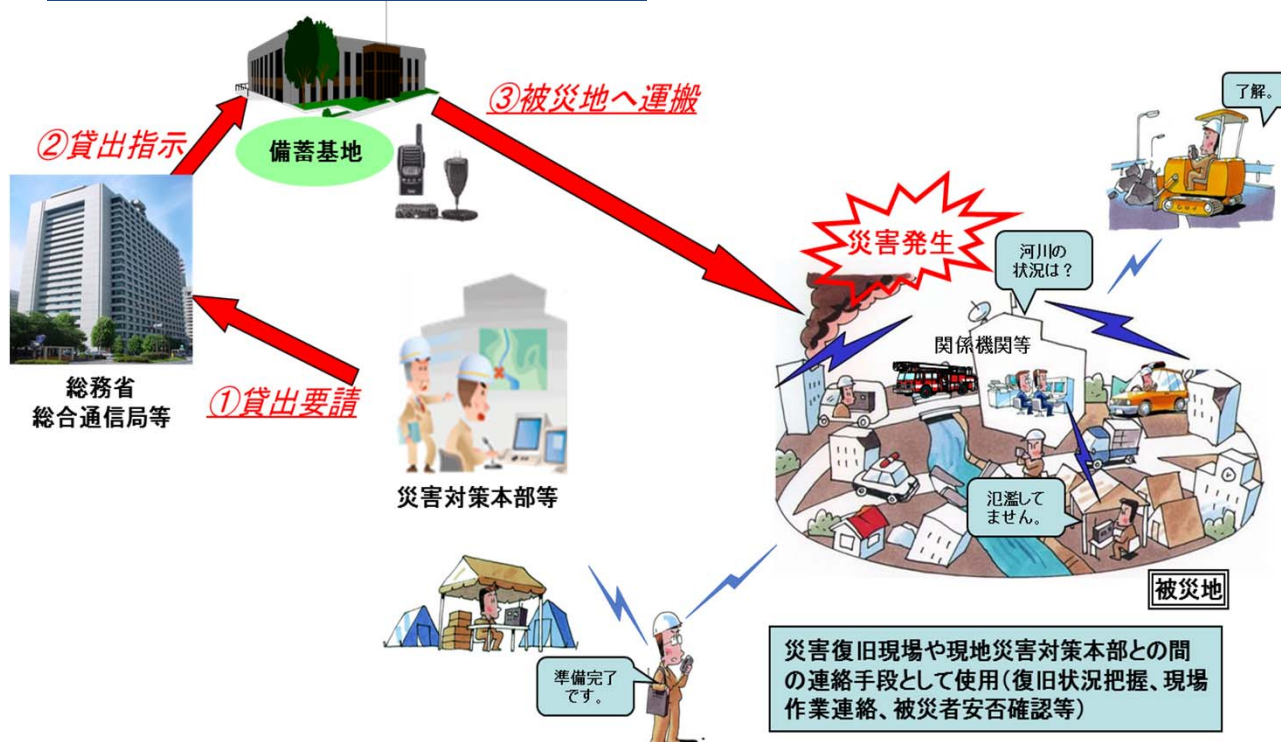 ②貸出指示
備蓄基地
③被災地へ運搬
了解。
総務省
総合通信局等
①貸出要請
災害対策本部等
災害発生
河川の
状況は？
関係機関等
氾濫して
ません。
被災地
準備完了
です。
災害復旧現場や現地災害対策本部との間
の連絡手段として使用（復旧状況把握、現場
作業連絡、被災者安否確認等）